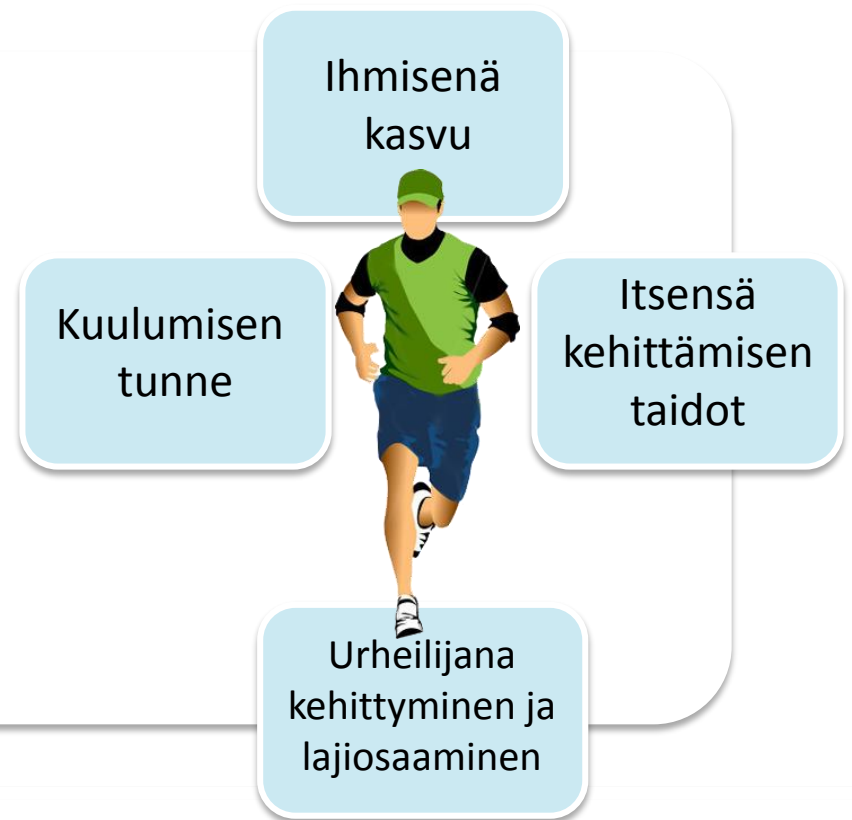 Ihmisenä
kasvu
Kuulumisen
tunne
Itsensä
kehittämisen
taidot
Urheilijana
kehittyminen ja
lajiosaaminen